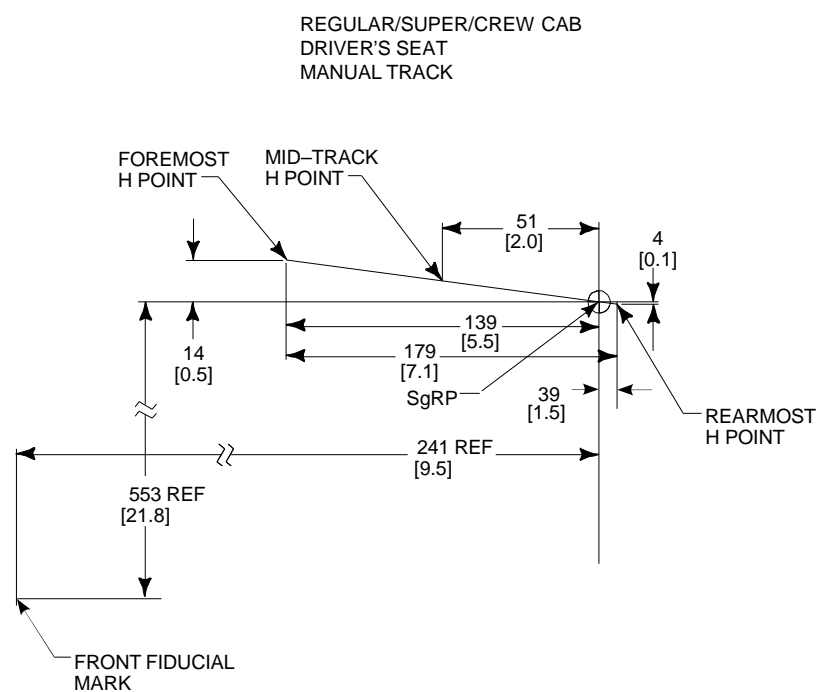 REGULAR/SUPER/CREW CAB
DRIVER'S SEAT
MANUAL TRACK
FOREMOST
H POINT
MID–TRACK
H POINT
51
[2.0]
4
[0.1]
14
[0.5]
139
[5.5]
179
[7.1]
SgRP
39
[1.5]
REARMOST
H POINT
241 REF
[9.5]
553 REF
[21.8]
FRONT FIDUCIAL
MARK